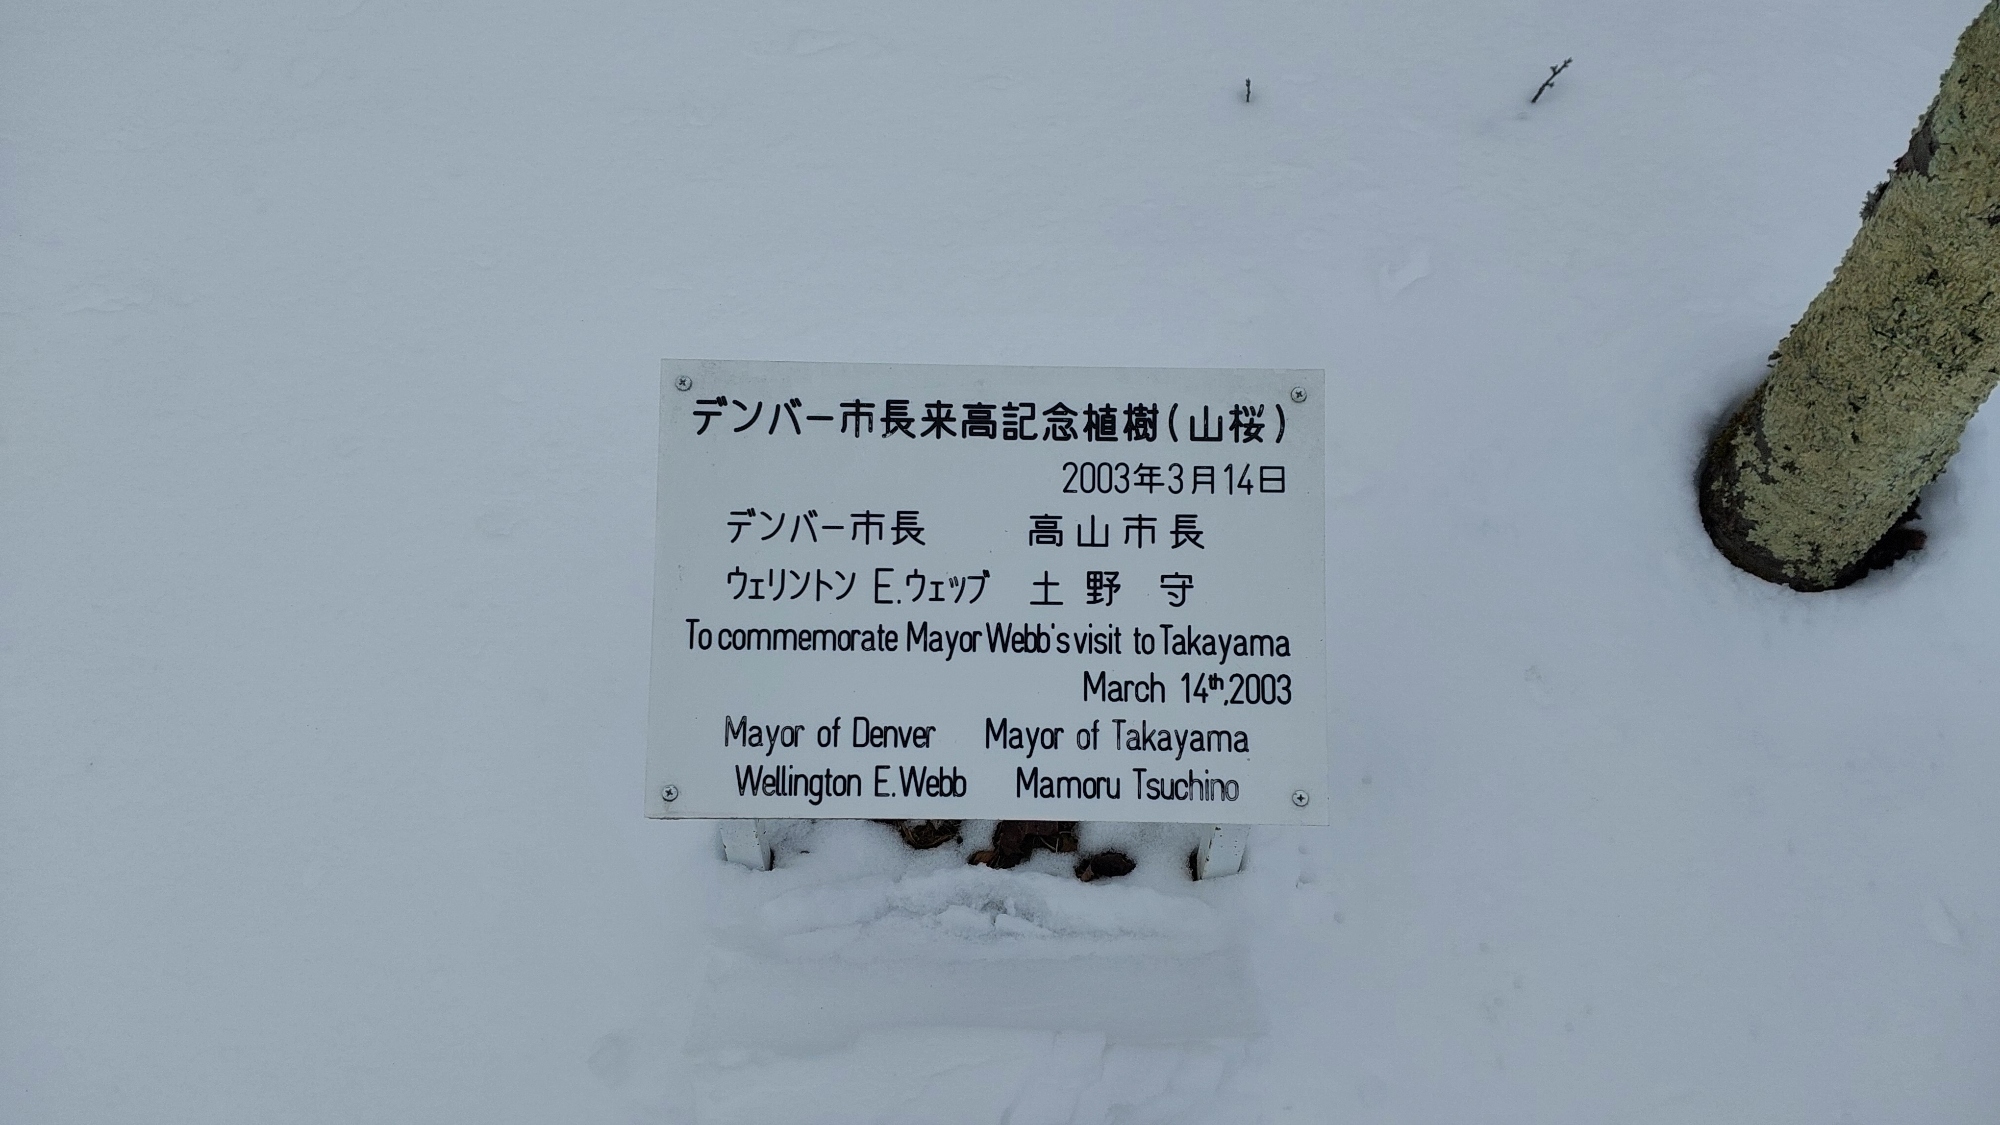 デンバー市長来高記念植樹(山桜)
2003年3月14日
デンバー市長 高山市長
ウェリントン E.ウェッブ 土野 守
To commemorate Mayor Webb's visit to Takayama
March 14th,2003
Mayor of Denver Mayor of Takayama
Wellington E.Webb Mamoru Tsuchino